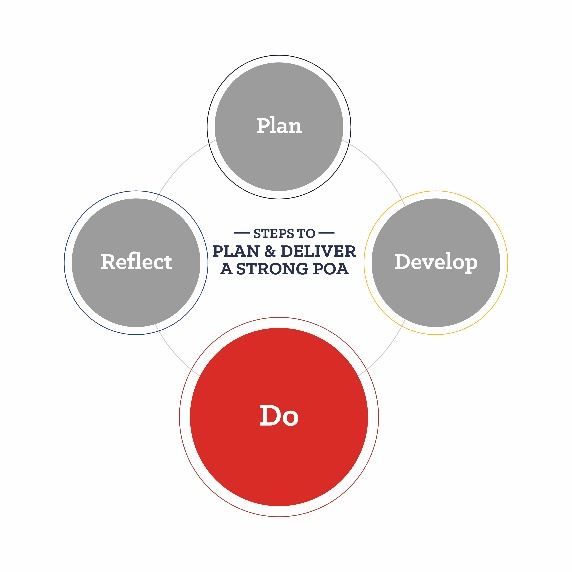 Plan
Reflect
— STEPS TO —
PLAN & DELIVER
A STRONG POA
Develop
Do